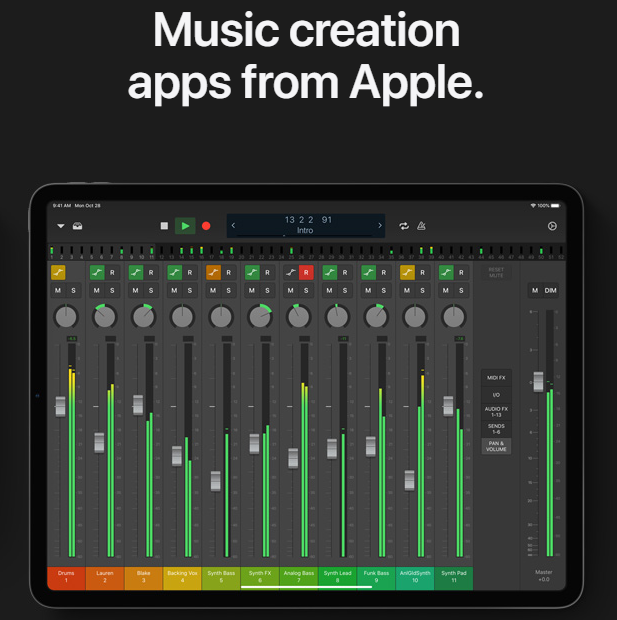 Music creation
apps from Apple.
9:41 AM Mon Oct 28
100%
13 2 2 91
Intro
R R R R R R R R
RESET
MUTE
M S M S M S M S M S M S M S M S M S M S M S
M DIM
MIDI FX
I/O
AUDIO FX
1-13
SENDS
1-6
PAN &
VOLUME
Drums Lauren Blake Backing Vox Synth Bass Synth FX Analog Bass Synth Lead Funk Bass AnlGldSynth Synth Pad Master
1 2 3 4 5 6 7 8 9 10 11 +0.0